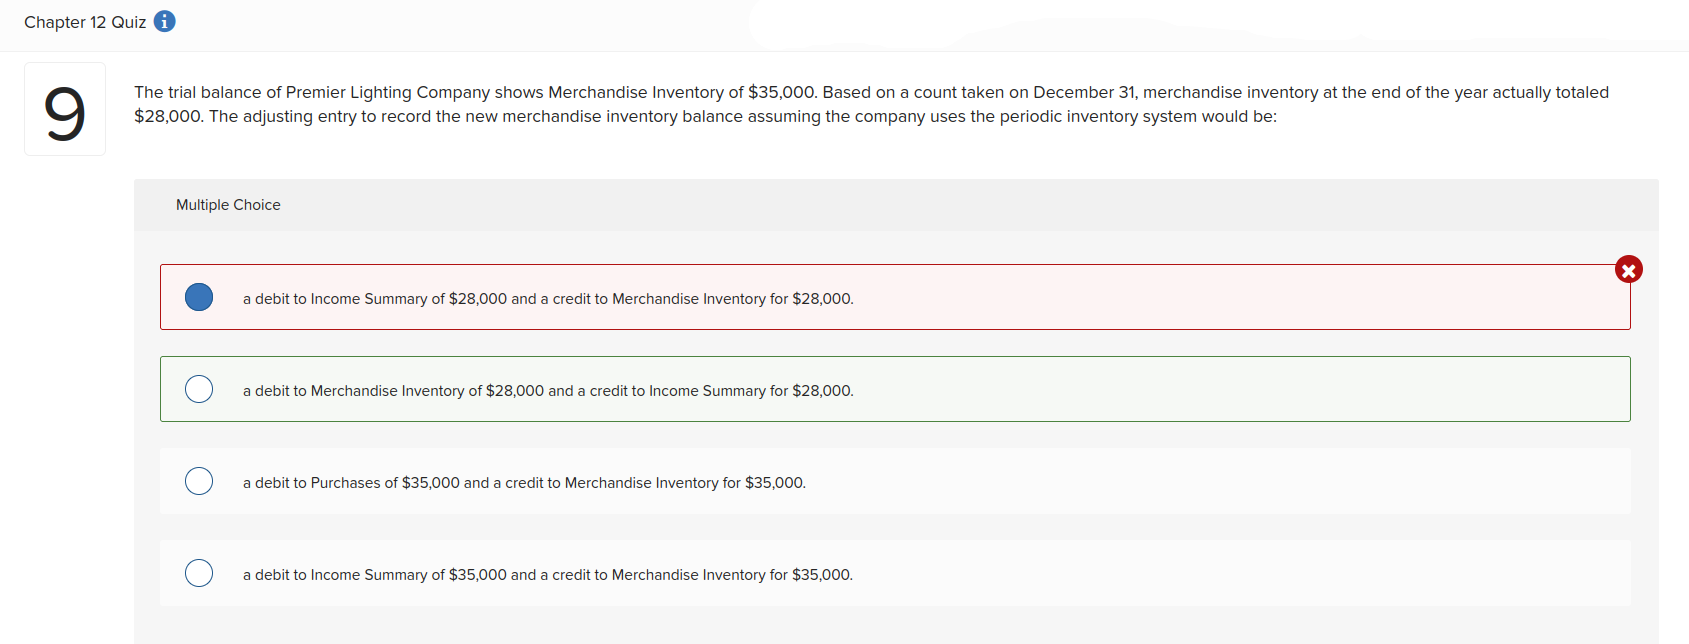 Chapter 12 Quiz i
9
The trial balance of Premier Lighting Company shows Merchandise Inventory of $35,000. Based on a count taken on December 31, merchandise inventory at the end of the year actually totaled
$28,000. The adjusting entry to record the new merchandise inventory balance assuming the company uses the periodic inventory system would be:
Multiple Choice
a debit to Income Summary of $28,000 and a credit to Merchandise Inventory for $28,000.
a debit to Merchandise Inventory of $28,000 and a credit to Income Summary for $28,000.
a debit to Purchases of $35,000 and a credit to Merchandise Inventory for $35,000.
a debit to Income Summary of $35,000 and a credit to Merchandise Inventory for $35,000.